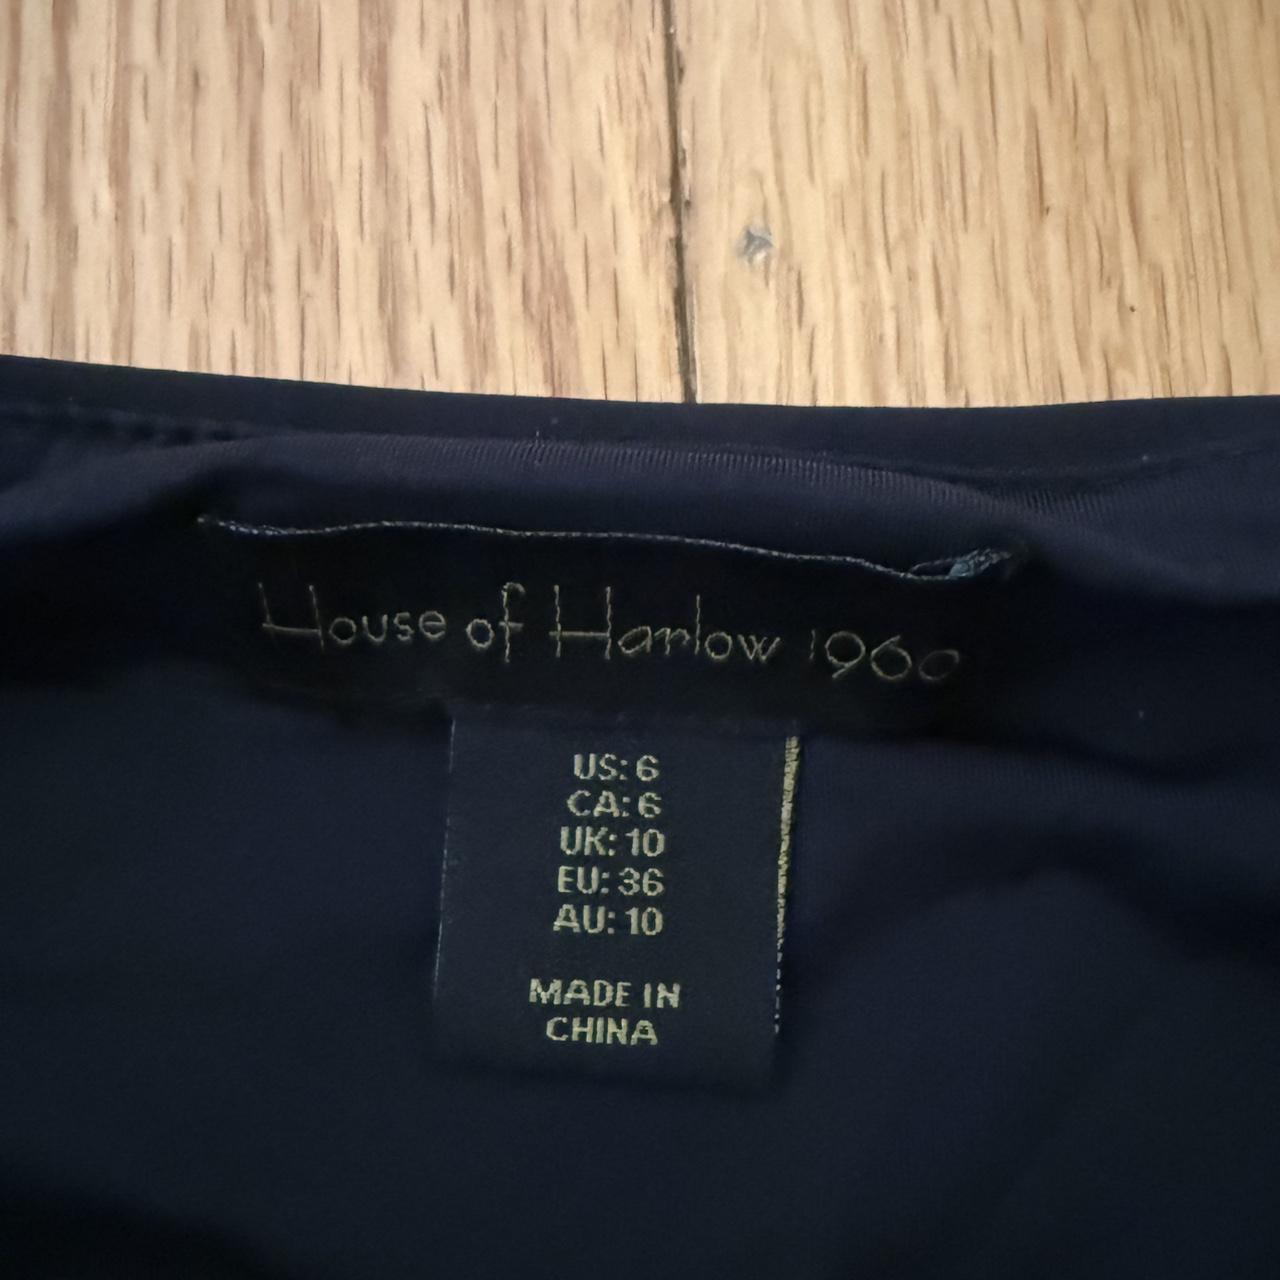 House of Harlow 1960
US: 6
CA: 6
UK: 10
EU: 36
AU: 10
MADE IN
CHINA